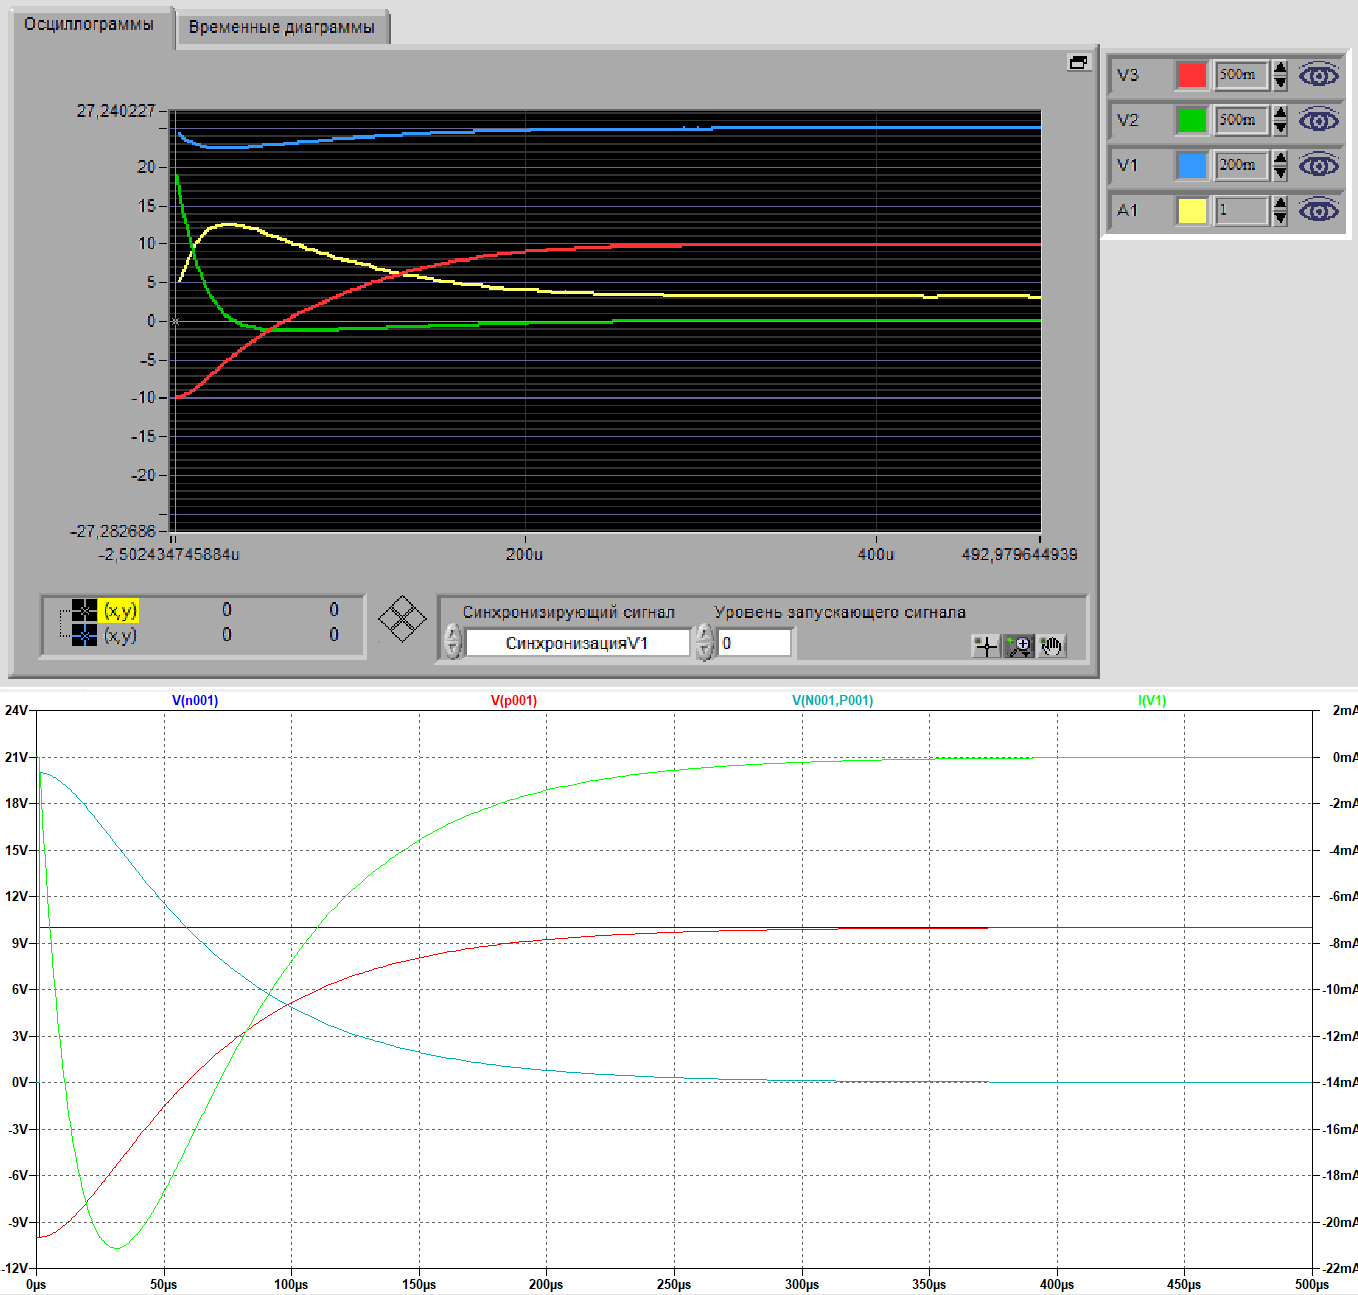 Осциллограммы
Временные диаграммы
V3 500m
V2 500m
V1 200m
A1 1
27,240227
20
15
10
5
0
-5
-10
-15
-20
-27,282686
-2,502434745884u 200u 400u 492,979644939
(x,y) 0 0
(x,y) 0 0
Синхронизирующий сигнал Уровень запускающего сигнала
СинхронизацияV1 0
V(n001) V(p001) V(N001,P001) I(V1)
24V 2mA
21V 0mA
18V -2mA
15V -4mA
12V -6mA
9V -8mA
6V -10mA
3V -12mA
0V -14mA
-3V -16mA
-6V -18mA
-9V -20mA
-12V -22mA
0µs 50µs 100µs 150µs 200µs 250µs 300µs 350µs 400µs 450µs 500µs